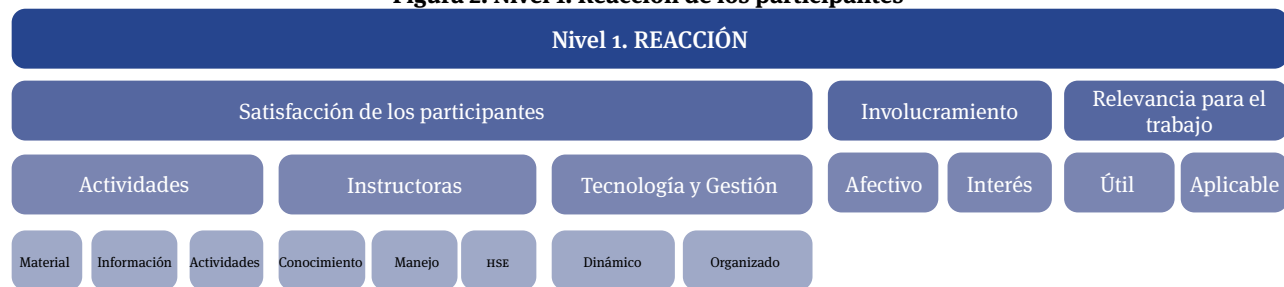 Figura 2. Nivel 1. Reacción de los participantes
Nivel 1. REACCIÓN
Satisfacción de los participantes
Involucramiento
Relevancia para el
trabajo
Actividades
Instructoras
Tecnología y Gestión
Afectivo
Interés
Útil
Aplicable
Material
Información
Actividades
Conocimiento
Manejo
HSE
Dinámico
Organizado